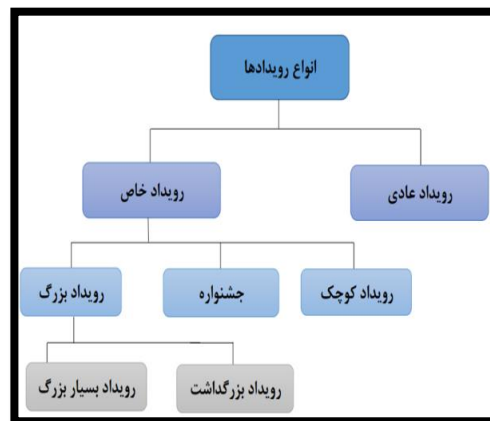 انواع رویدادها
رویداد عادی
رویداد خاص
رویداد کوچک
جشنواره
رویداد بزرگ
رویداد بزرگداشت
رویداد بسیار بزرگ